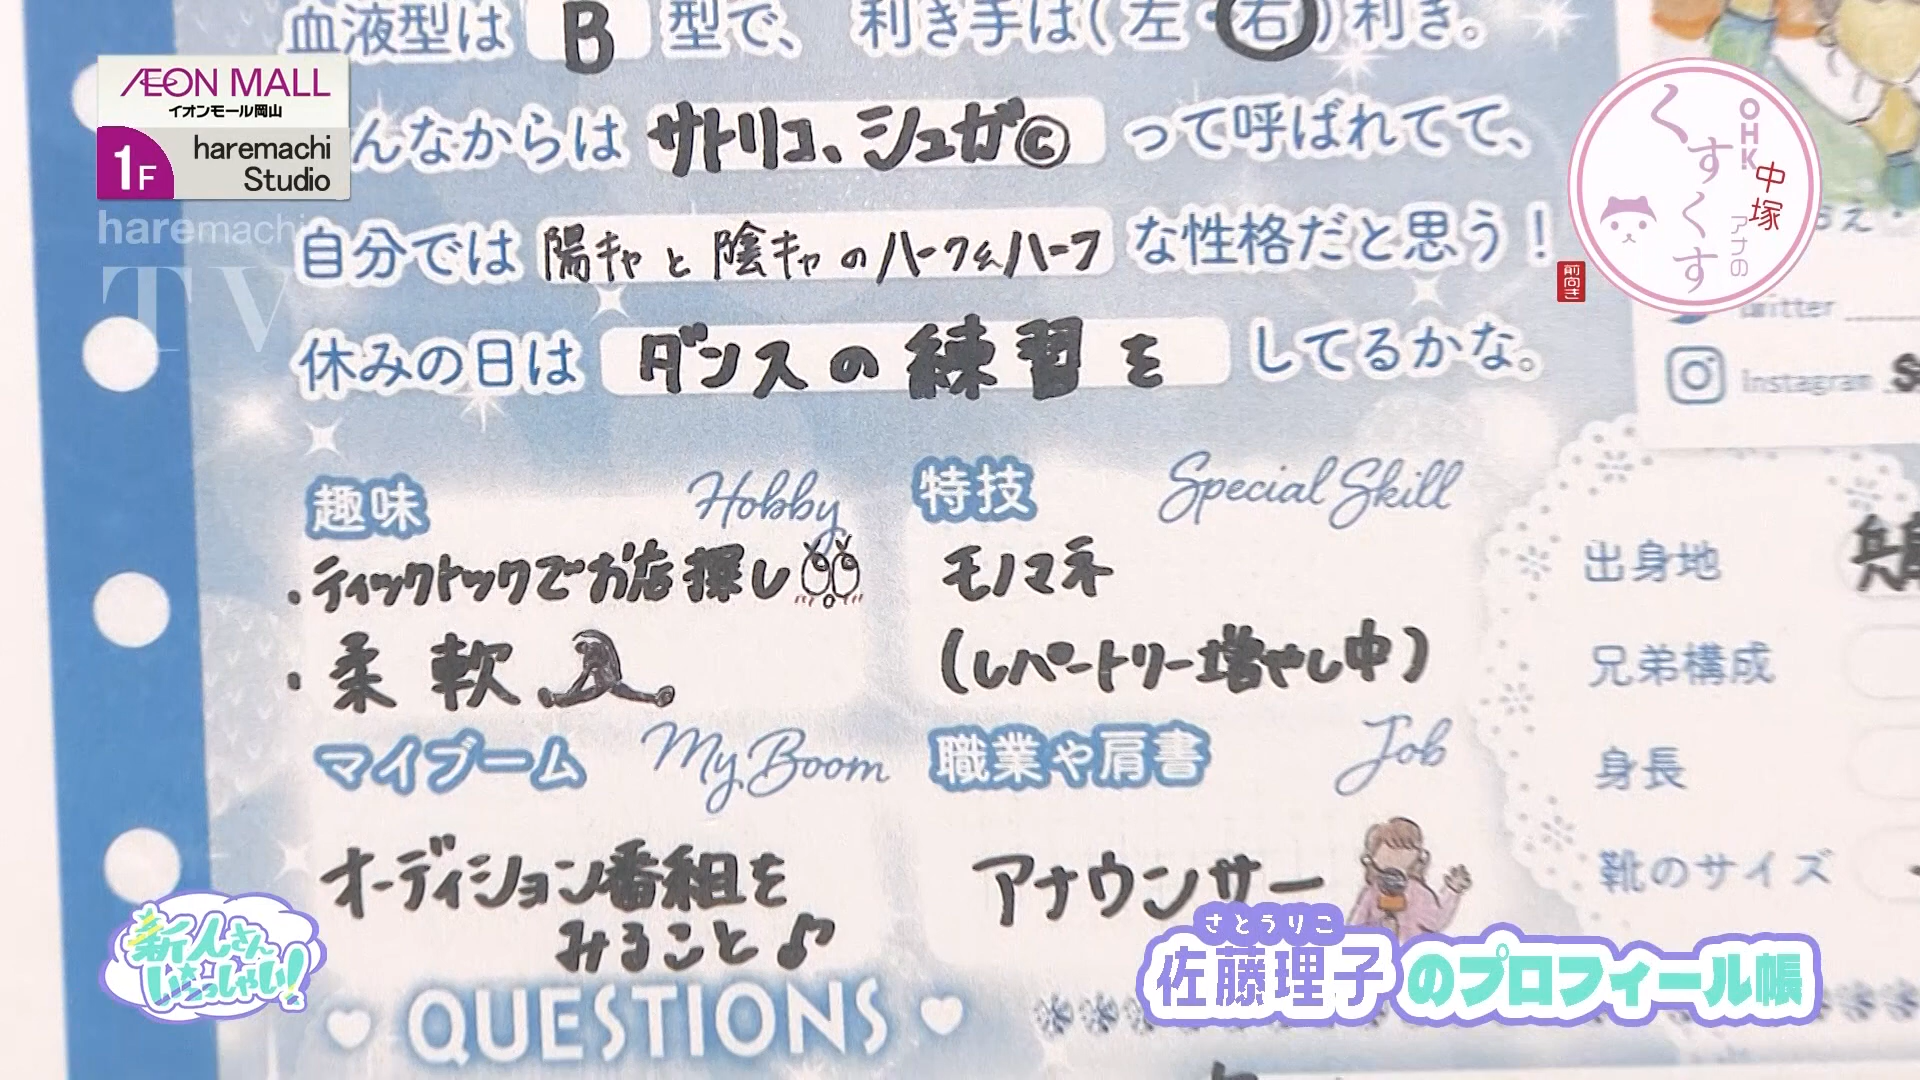 血液型は B 型で、 利き手は( 左・右 ) 利き。
んなからは サトリコ、シュガ© って呼ばれてて、
自分では 陽キャと陰キャのハーフ&ハーフ な性格だと思う!
休みの日は ダンスの練習を してるかな。
趣味 Hobby
・ティックトックでお店探し
・柔軟
特技 Special Skill
モノマネ
(レパートリー増やし中)
マイブーム My Boom
オーディション番組を
みること♪
職業や肩書 Job
アナウンサー
QUESTIONS
Instagram
出身地
兄弟構成
身長
靴のサイズ
ÆON MALL
イオンモール岡山
1F haremachi
Studio
haremachi
TV
OHK
中塚
アナの
くすくす
前向き
新人さん
いらっしゃい!
さとうりこ
佐藤理子のプロフィール帳